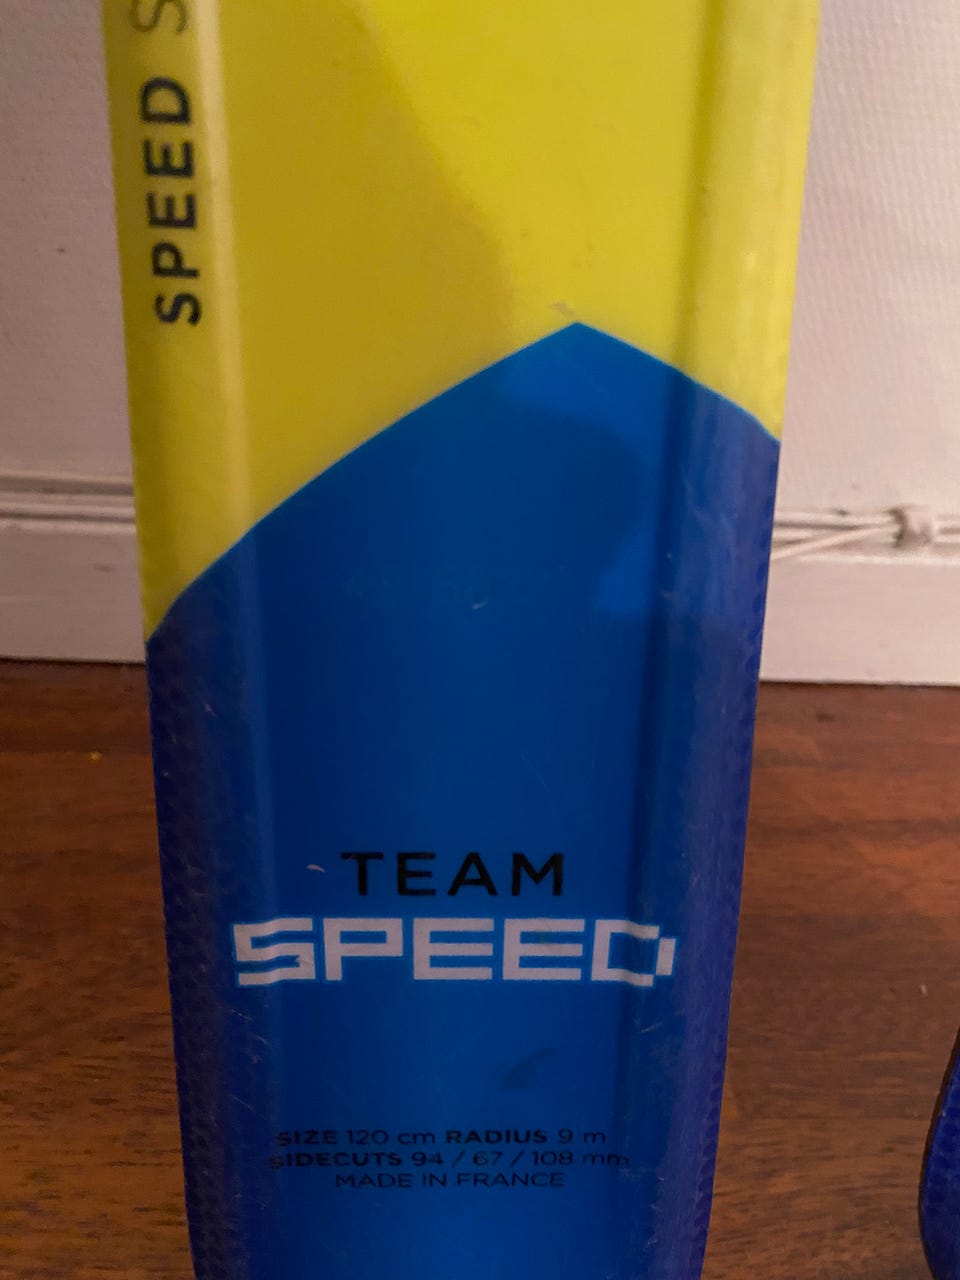 SPEED S
TEAM
SPEED
SIZE 120 cm RADIUS 9 m
SIDECUTS 94 / 67 / 108 mm
MADE IN FRANCE